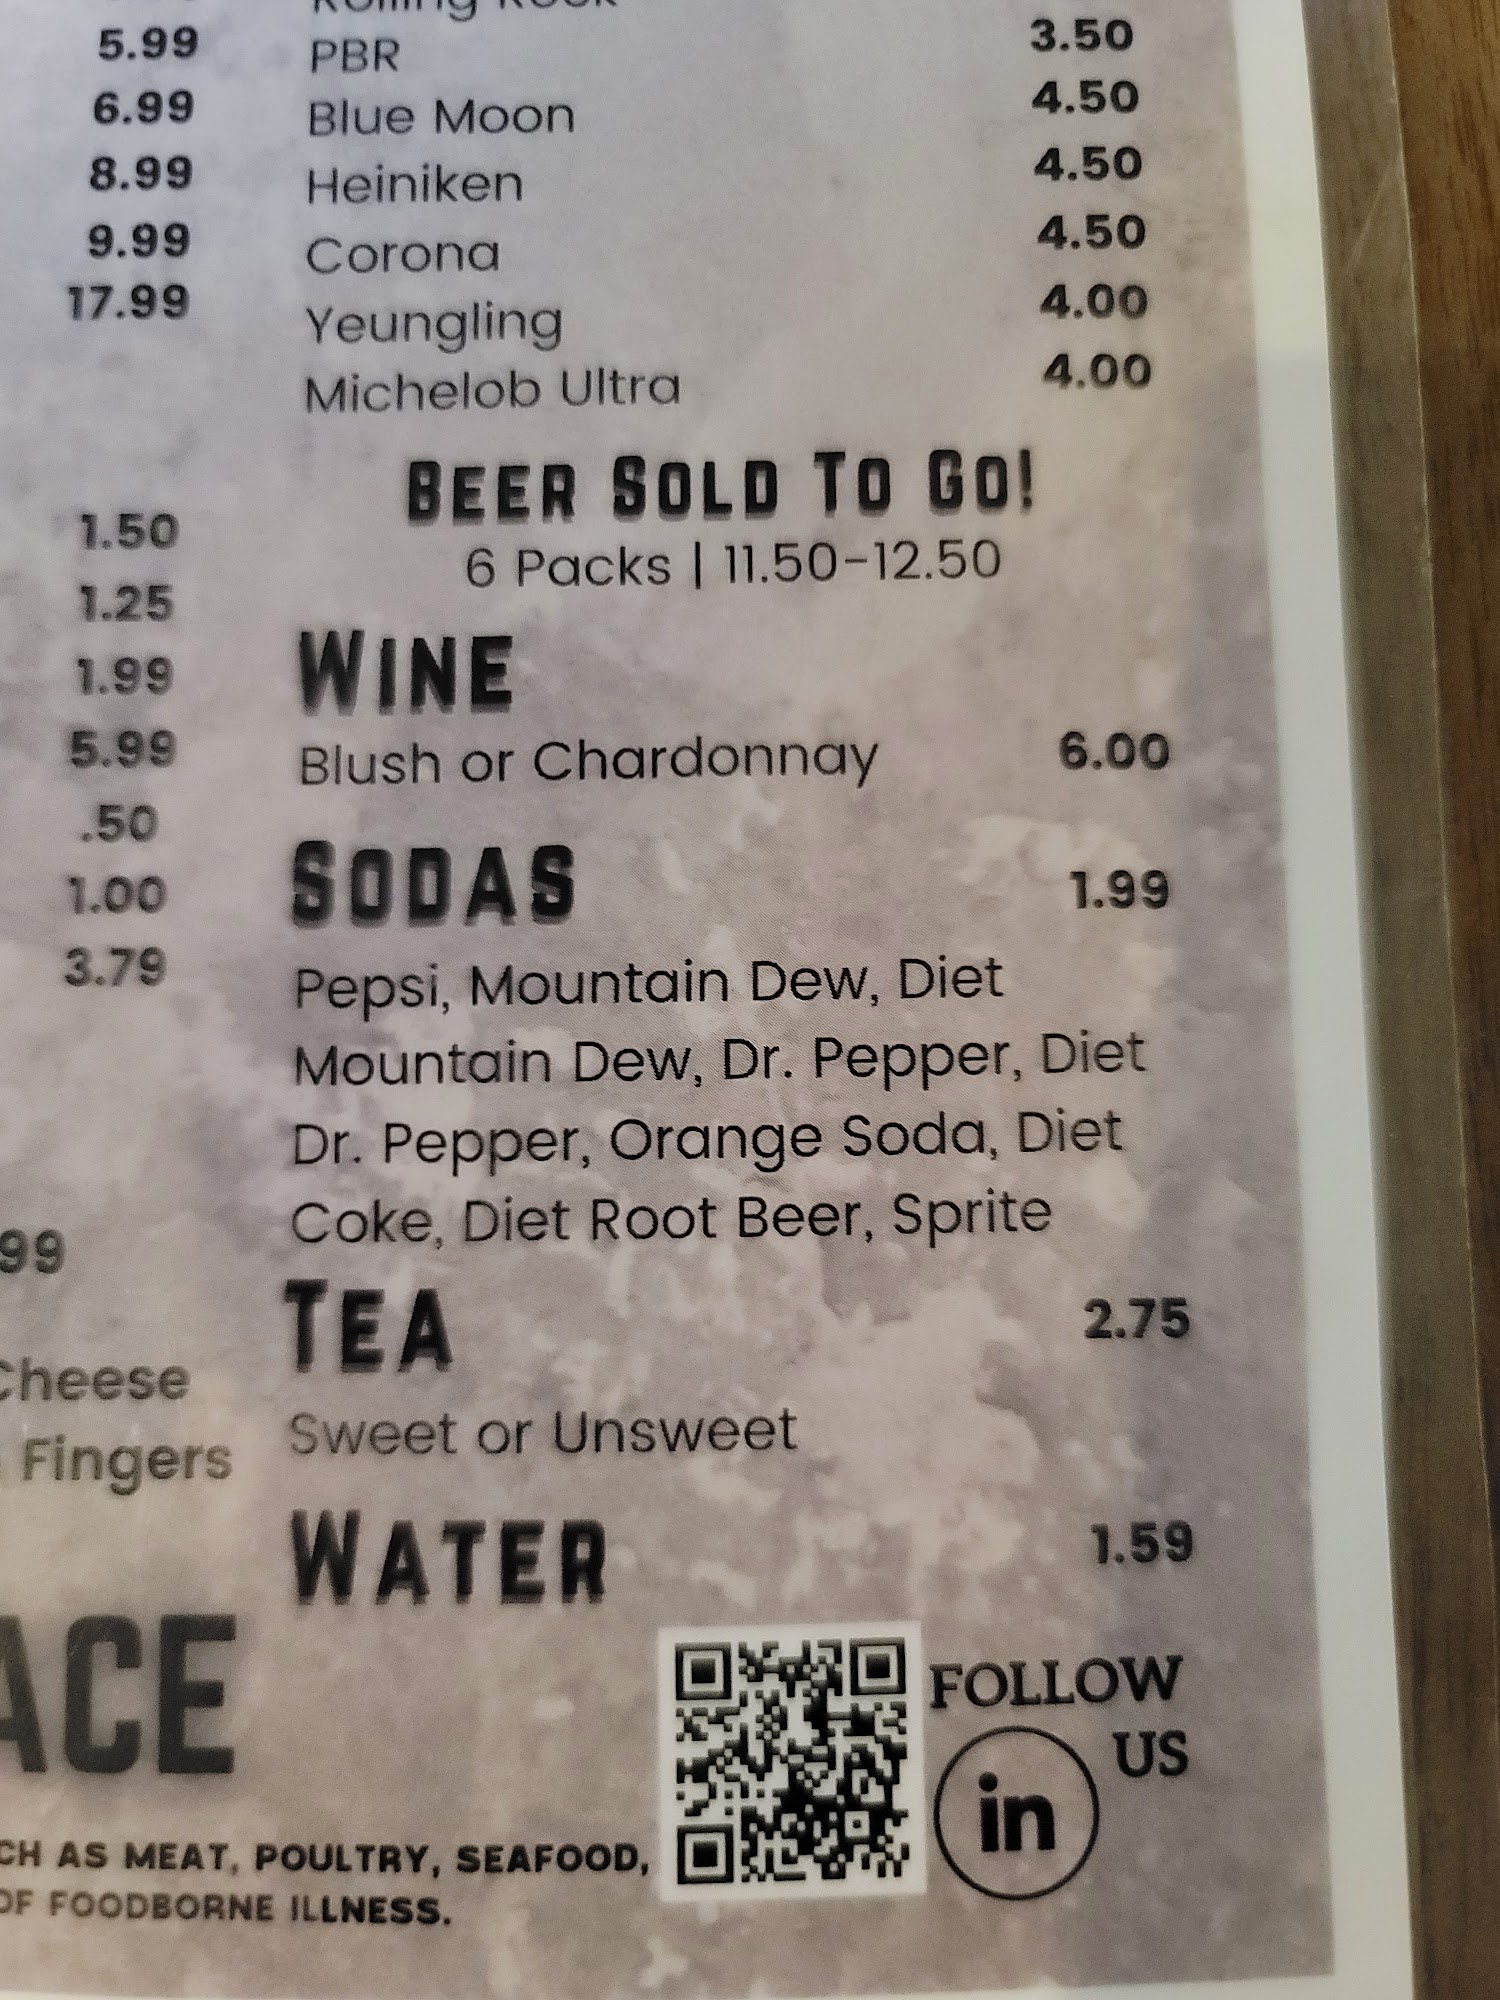 5.99
6.99
8.99
9.99
17.99
1.50
1.25
1.99
5.99
.50
1.00
3.79
99
Cheese
Fingers
ACE
CH AS MEAT, POULTRY, SEAFOOD,
OF FOODBORNE ILLNESS.
Rolling Rock
PBR 3.50
Blue Moon 4.50
Heiniken 4.50
Corona 4.50
Yeungling 4.00
Michelob Ultra 4.00
BEER SOLD TO GO!
6 Packs | 11.50-12.50
WINE
Blush or Chardonnay 6.00
SODAS 1.99
Pepsi, Mountain Dew, Diet
Mountain Dew, Dr. Pepper, Diet
Dr. Pepper, Orange Soda, Diet
Coke, Diet Root Beer, Sprite
TEA 2.75
Sweet or Unsweet
WATER 1.59
FOLLOW
US
in